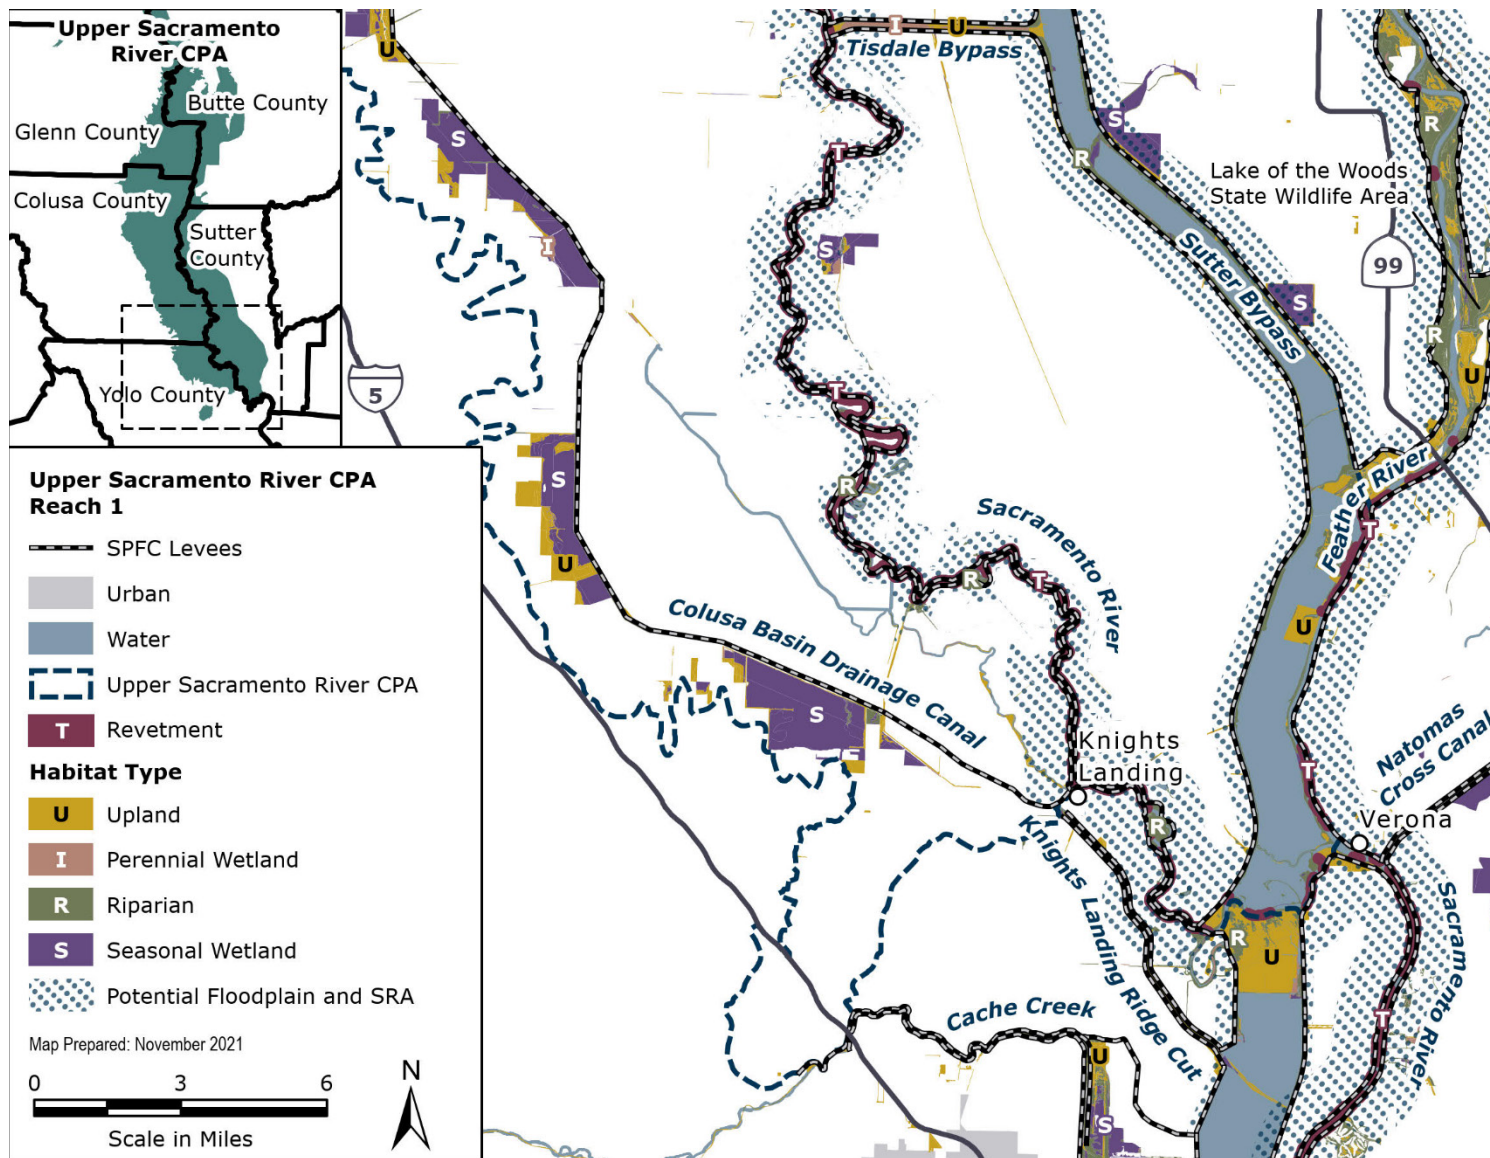 Upper Sacramento
River CPA
Butte County
Glenn County
Colusa County
Sutter
County
Yolo County
Upper Sacramento River CPA
Reach 1
SPFC Levees
Urban
Water
Upper Sacramento River CPA
T Revetment
Habitat Type
U Upland
I Perennial Wetland
R Riparian
S Seasonal Wetland
Potential Floodplain and SRA
Map Prepared: November 2021
0 3 6
Scale in Miles
N
U
I
U
Tisdale Bypass
S
T
R
S
R
Lake of the Woods
State Wildlife Area
I
S
Sutter Bypass
S
99
R
U
5
T
S
R
Feather River
T
U
Sacramento River
R
T
U
Colusa Basin Drainage Canal
S
Knights
Landing
T
Natomas
Cross Canal
Verona
R
Knights Landing Ridge Cut
R
U
Sacramento River
T
Cache Creek
U
S